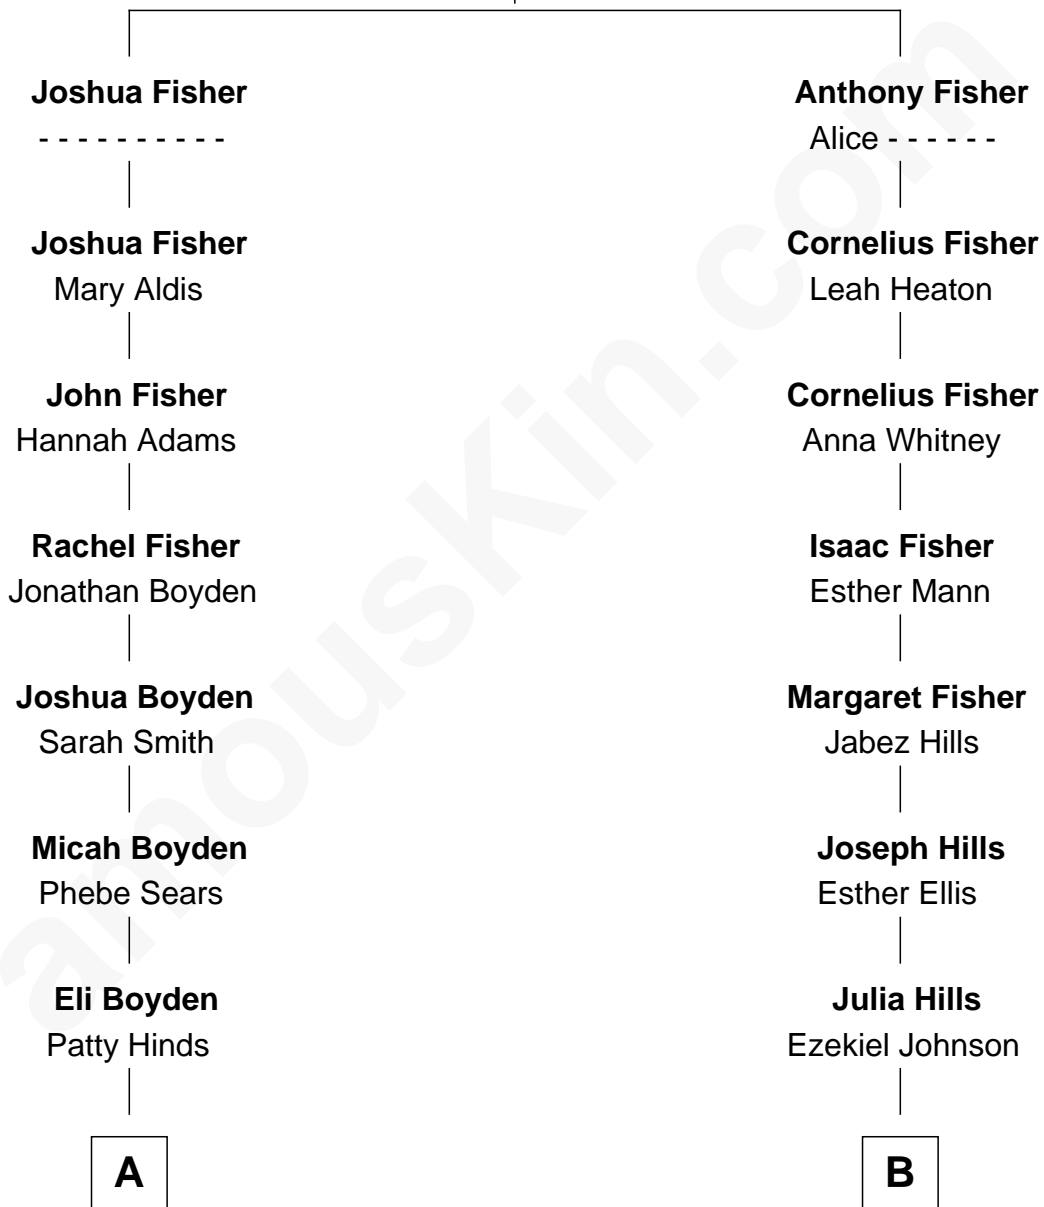 Joshua Fisher
- - - - - - - - - -
Joshua Fisher
Mary Aldis
John Fisher
Hannah Adams
Rachel Fisher
Jonathan Boyden
Joshua Boyden
Sarah Smith
Micah Boyden
Phebe Sears
Eli Boyden
Patty Hinds
A
Anthony Fisher
Alice - - - - - -
Cornelius Fisher
Leah Heaton
Cornelius Fisher
Anna Whitney
Isaac Fisher
Esther Mann
Margaret Fisher
Jabez Hills
Joseph Hills
Esther Ellis
Julia Hills
Ezekiel Johnson
B
amouskin.com